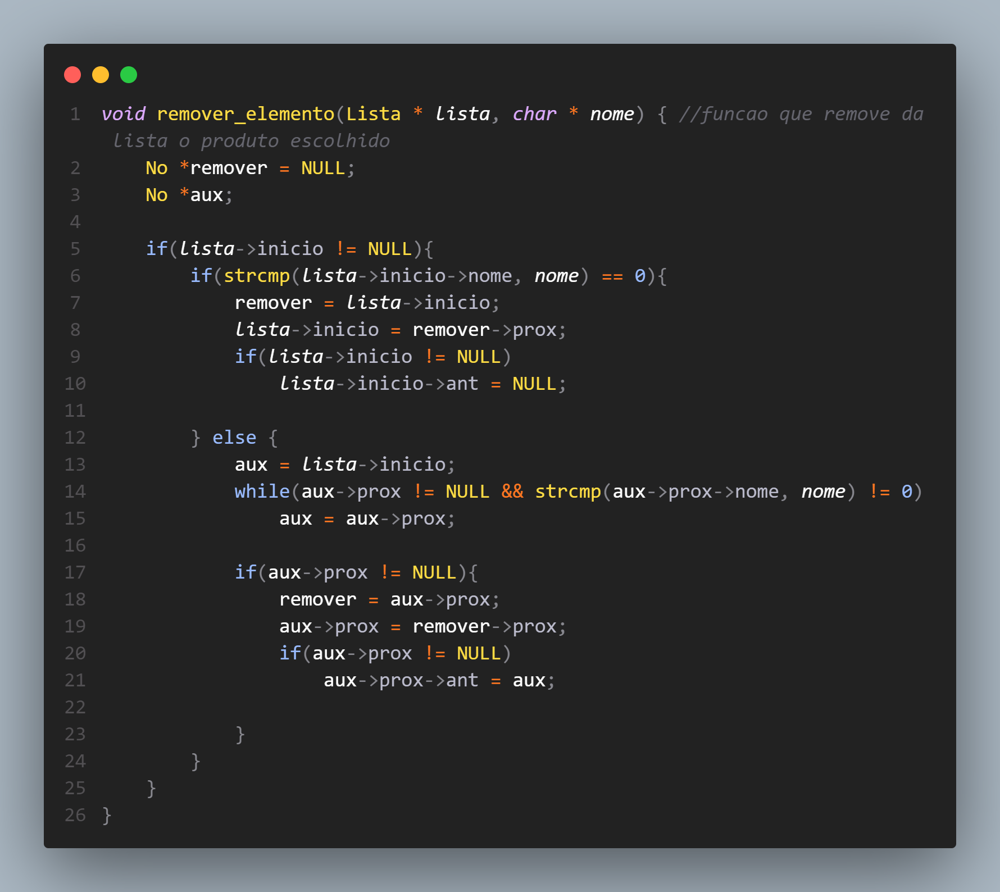 1 void remover_elemento(Lista * lista, char * nome) { //funcao que remove da
lista o produto escolhido
2     No *remover = NULL;
3     No *aux;
4
5     if(lista->inicio != NULL){
6         if(strcmp(lista->inicio->nome, nome) == 0){
7             remover = lista->inicio;
8             lista->inicio = remover->prox;
9             if(lista->inicio != NULL)
10                 lista->inicio->ant = NULL;
11
12         } else {
13             aux = lista->inicio;
14             while(aux->prox != NULL && strcmp(aux->prox->nome, nome) != 0)
15                 aux = aux->prox;
16
17             if(aux->prox != NULL){
18                 remover = aux->prox;
19                 aux->prox = remover->prox;
20                 if(aux->prox != NULL)
21                     aux->prox->ant = aux;
22
23             }
24         }
25     }
26 }